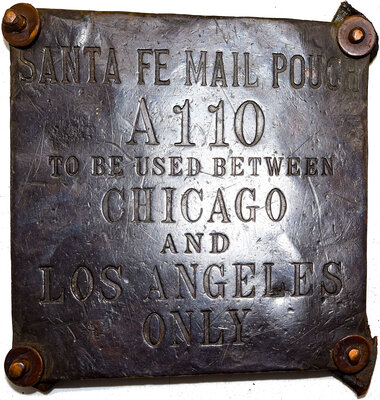 SANTA FE MAIL POUCH
A110
TO BE USED BETWEEN
CHICAGO
AND
LOS ANGELES
ONLY